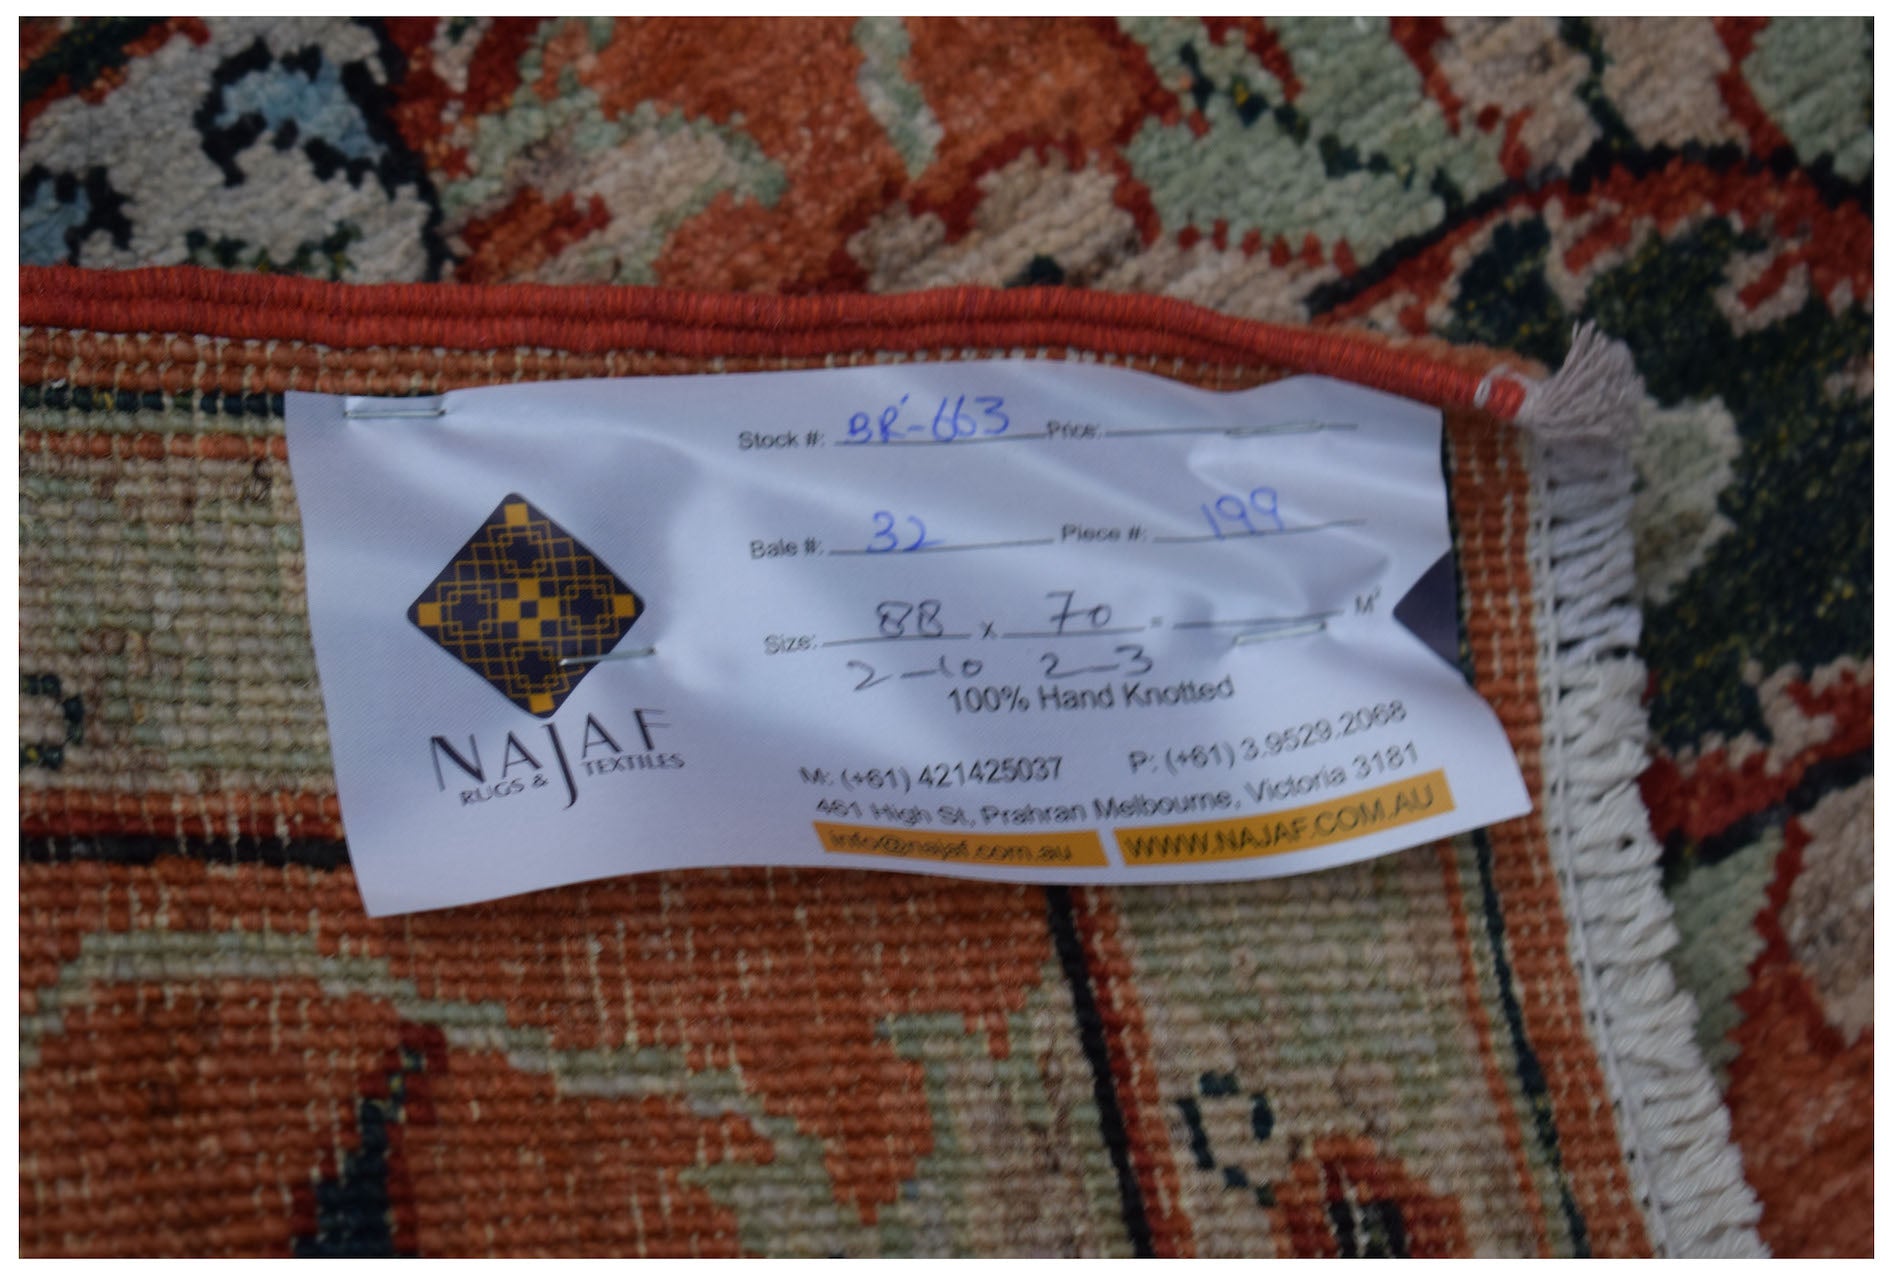 Stock #: BR-663 Price:
Bale #: 32 Piece #: 199
Size: 88 x 70 = M²
2-10 2-3
100% Hand Knotted
NAJAF
RUGS & TEXTILES
M: (+61) 421425037 P: (+61) 3.9529.2068
461 High St, Prahran Melbourne, Victoria 3181
info@najaf.com.au WWW.NAJAF.COM.AU